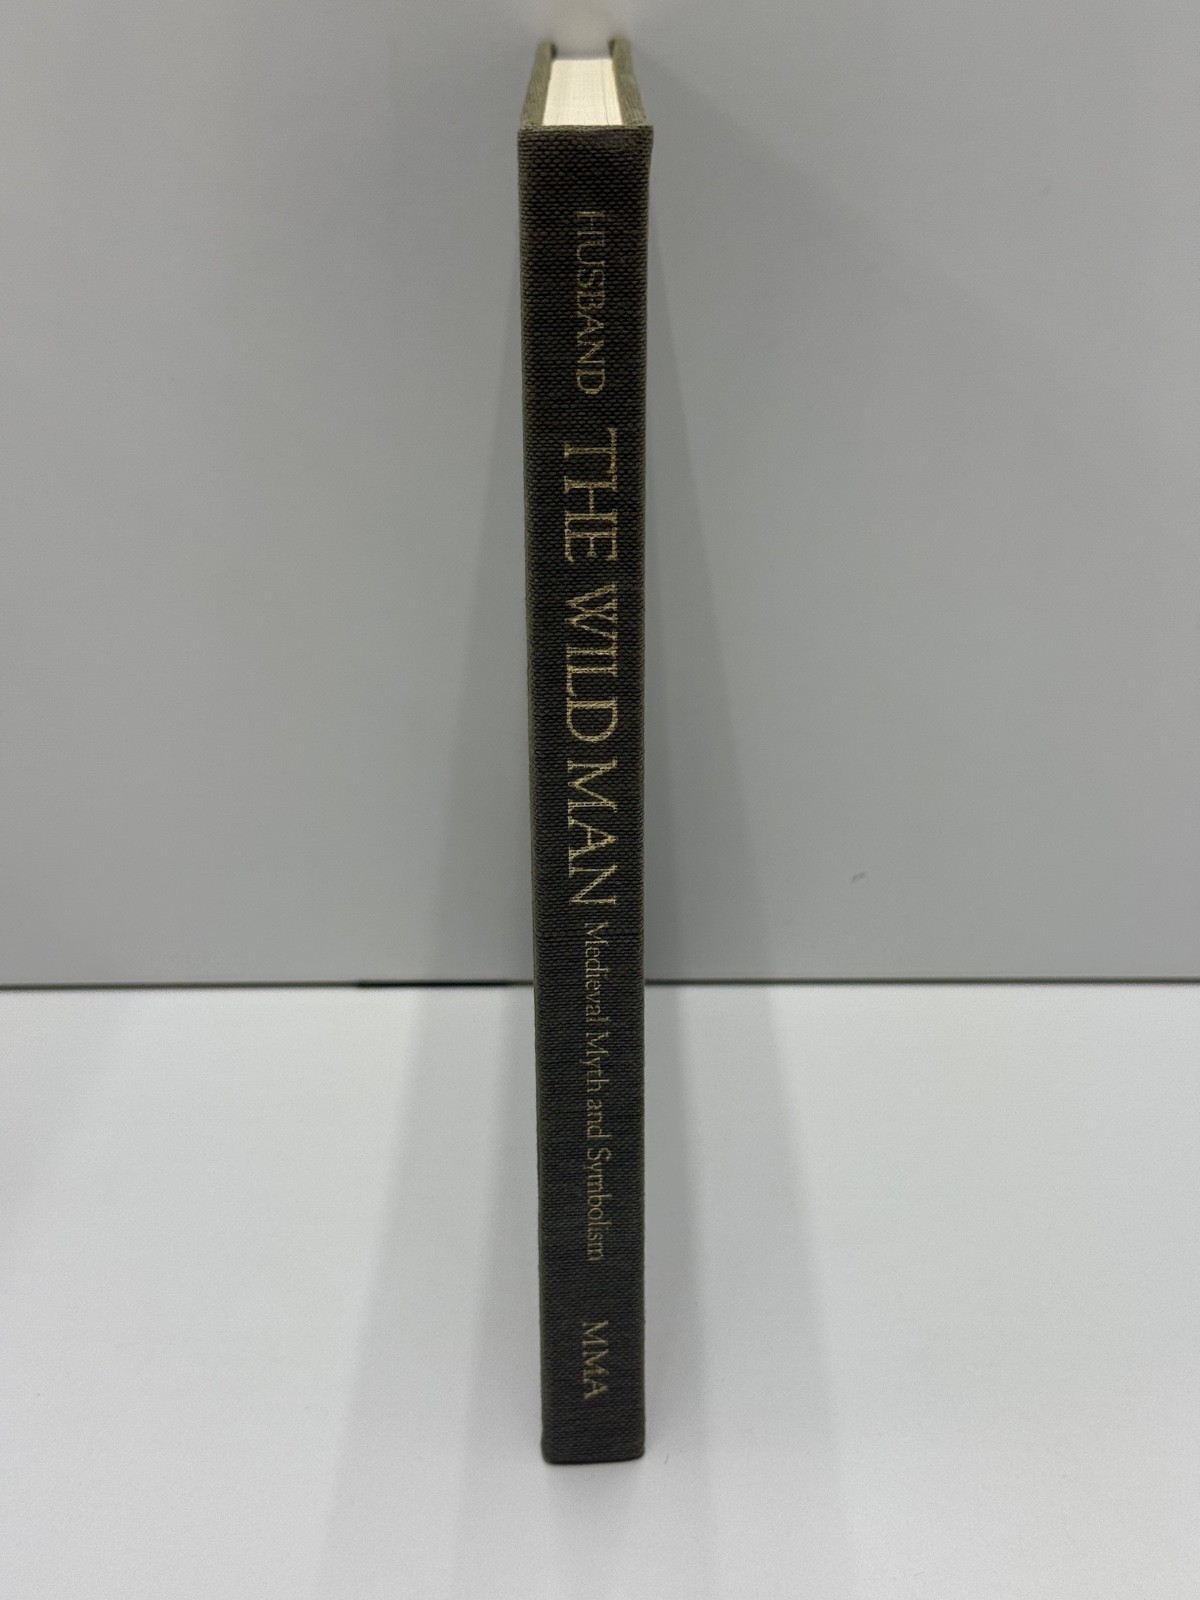 HUSBAND THE WILD MAN Medieval Myth and Symbolism MMA